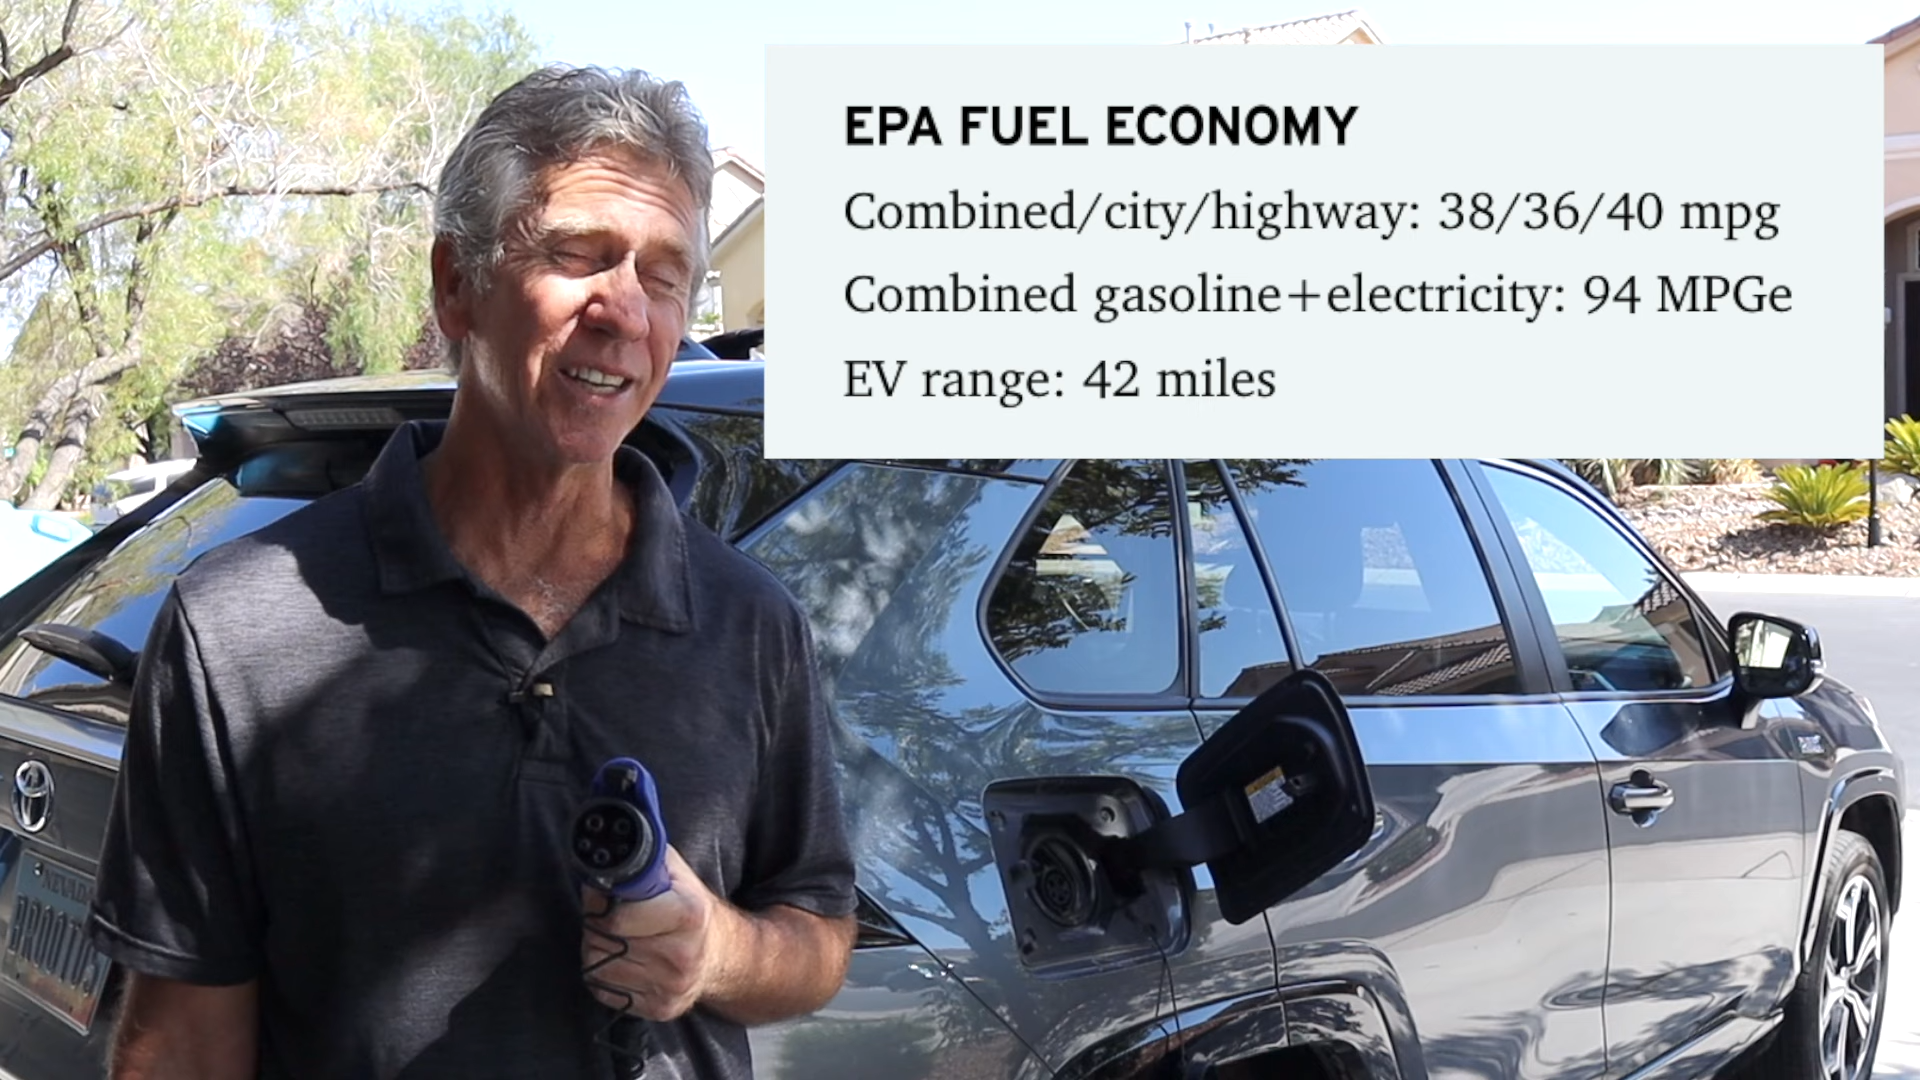 EPA FUEL ECONOMY
Combined/city/highway: 38/36/40 mpg
Combined gasoline+electricity: 94 MPGe
EV range: 42 miles
NEVADA